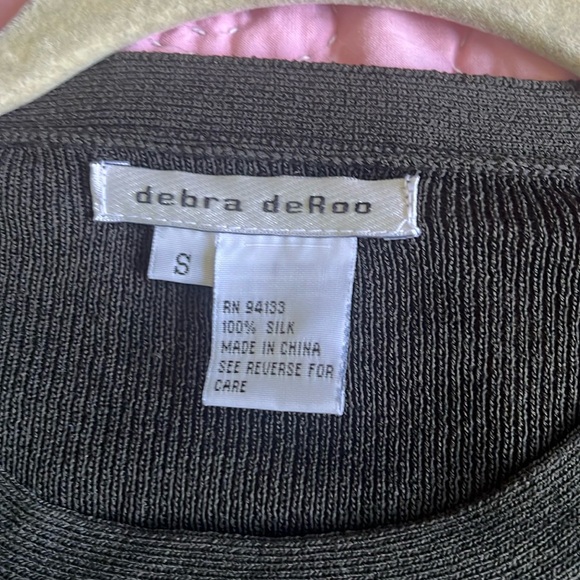 debra deRoo
S
RN 94133
100% SILK
MADE IN CHINA
SEE REVERSE FOR
CARE